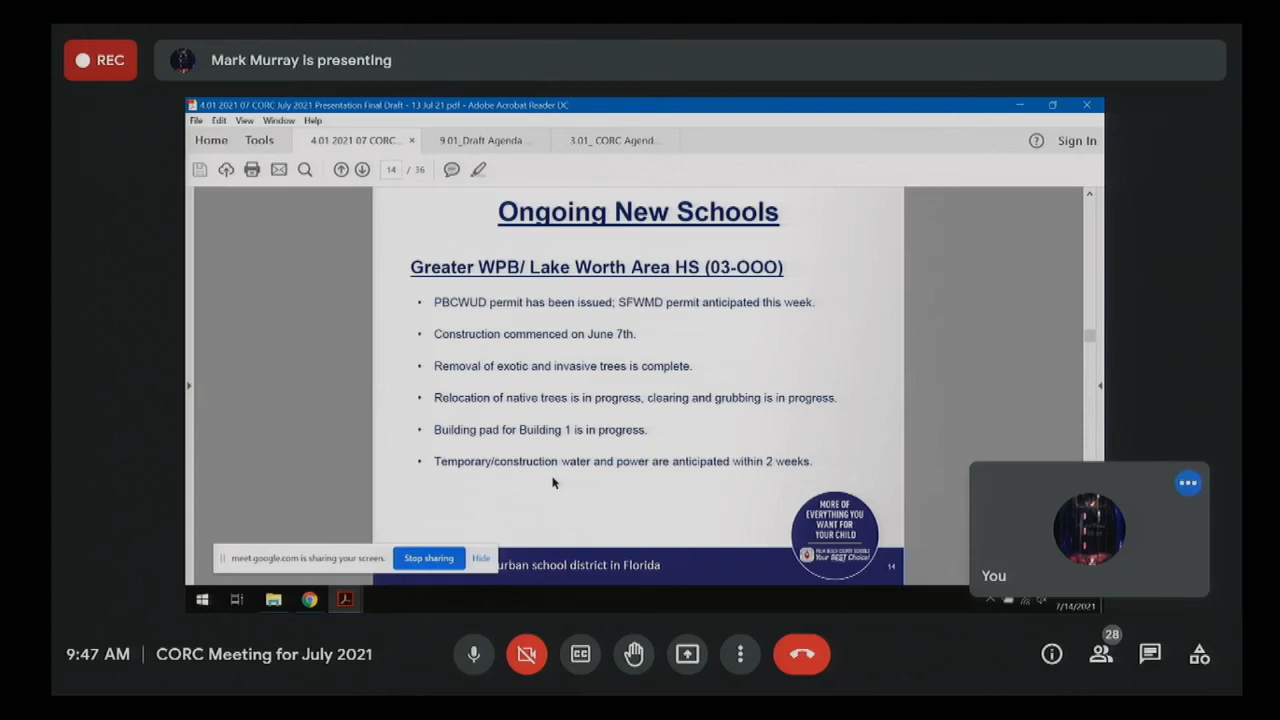 REC
Mark Murray is presenting
4.01 2021 07 CORC July 2021 Presentation Final Draft - 13 Jul 21.pdf - Adobe Acrobat Reader DC
File Edit View Window Help
Home Tools 4.01 2021 07 CORC... × 9.01_Draft Agenda ... 3.01_ CORC Agend... Sign In
14 / 36
Ongoing New Schools
Greater WPB/ Lake Worth Area HS (03-OOO)
• PBCWUD permit has been issued; SFWMD permit anticipated this week.
• Construction commenced on June 7th.
• Removal of exotic and invasive trees is complete.
• Relocation of native trees is in progress, clearing and grubbing is in progress.
• Building pad for Building 1 is in progress.
• Temporary/construction water and power are anticipated within 2 weeks.
MORE OF
EVERYTHING YOU
WANT FOR
YOUR CHILD
PALM BEACH COUNTY SCHOOLS
Your BEST Choice!
meet.google.com is sharing your screen. Stop sharing Hide
urban school district in Florida
14
You
7/14/2021
9:47 AM | CORC Meeting for July 2021
28